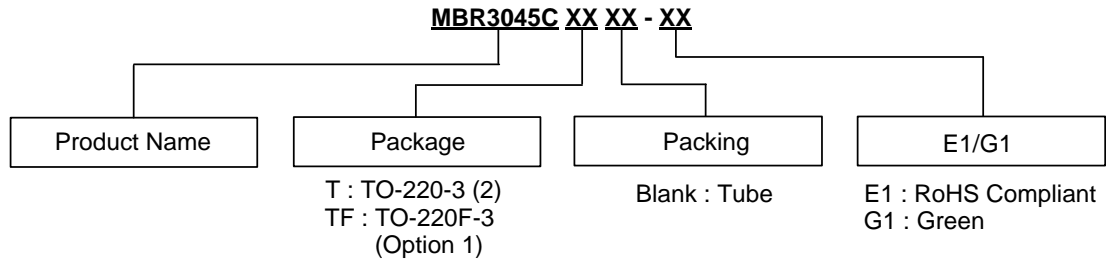 MBR3045C XX XX - XX
Product Name
Package
Packing
E1/G1
T : TO-220-3 (2)
TF : TO-220F-3
(Option 1)
Blank : Tube
E1 : RoHS Compliant
G1 : Green